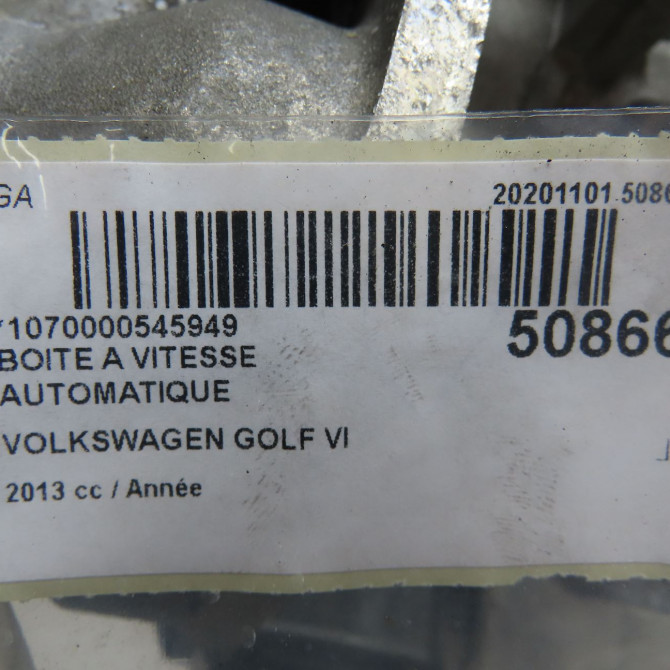 GA 20201101 5086
*1070000545949 50866
BOITE A VITESSE
AUTOMATIQUE
VOLKSWAGEN GOLF VI
2013 cc / Année